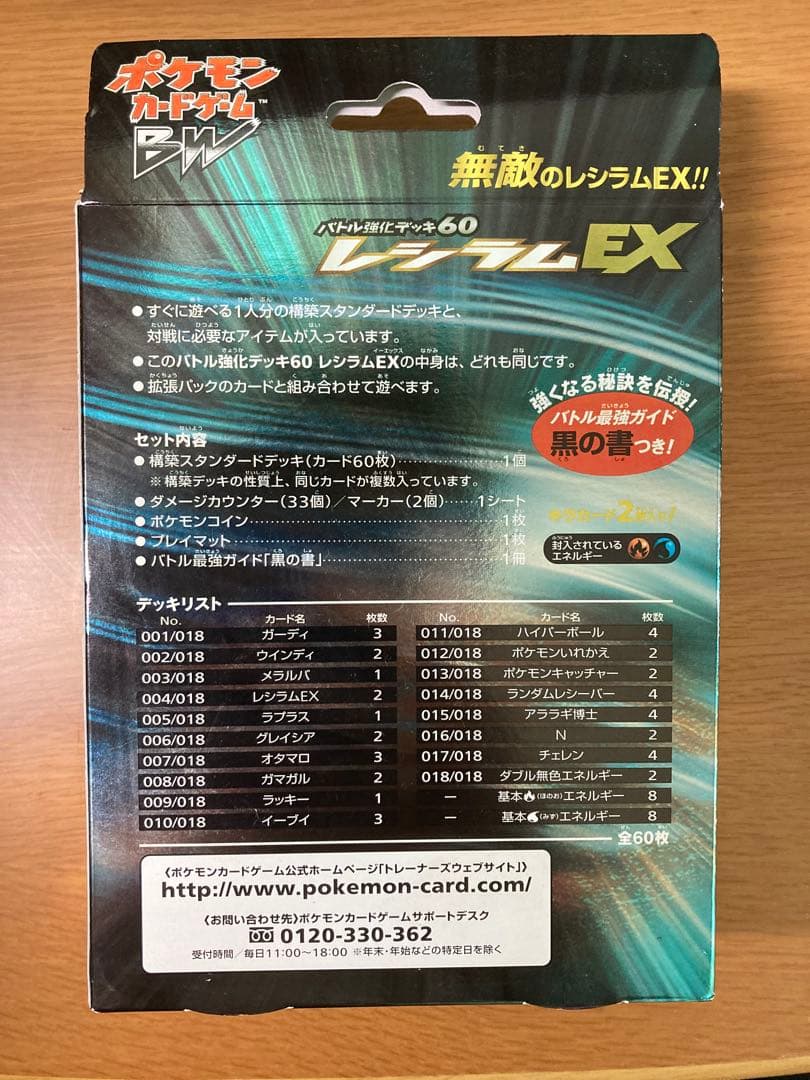 ポケモン
カードゲーム™
BW
無敵のレシラムEX!!
バトル強化デッキ60
レシラムEX
●すぐに遊べる1人分の構築スタンダードデッキと、
対戦に必要なアイテムが入っています。
●このバトル強化デッキ60 レシラムEXの中身は、どれも同じです。
●拡張パックのカードと組み合わせて遊べます。
強くなる秘訣を伝授!
バトル最強ガイド
黒の書つき!
セット内容
●構築スタンダードデッキ(カード60枚)……1個
※構築デッキの性質上、同じカードが複数入っています。
●ダメージカウンター(33個)／マーカー(2個)……1シート
●ポケモンコイン……1枚
●プレイマット……1枚
●バトル最強ガイド「黒の書」……1冊
キラカード2
封入されている
エネルギー
デッキリスト
No. カード名 枚数 No. カード名 枚数
001/018 ガーディ 3 011/018 ハイパーボール 4
002/018 ウインディ 2 012/018 ポケモンいれかえ 2
003/018 メラルバ 1 013/018 ポケモンキャッチャー 2
004/018 レシラムEX 2 014/018 ランダムレシーバー 4
005/018 ラプラス 1 015/018 アララギ博士 4
006/018 グレイシア 2 016/018 N 2
007/018 オタマロ 3 017/018 チェレン 4
008/018 ガマガル 2 018/018 ダブル無色エネルギー 2
009/018 ラッキー 1 — 基本(ほのお)エネルギー 8
010/018 イーブイ 3 — 基本(みず)エネルギー 8
全60枚
〈ポケモンカードゲーム公式ホームページ「トレーナーズウェブサイト」〉
http://www.pokemon-card.com/
〈お問い合わせ先〉ポケモンカードゲームサポートデスク
0120-330-362
受付時間／毎日11:00～18:00 ※年末・年始などの特定日を除く